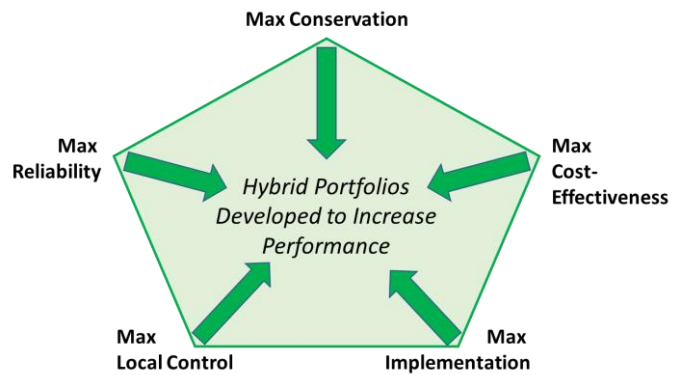 Max Conservation
Max
Reliability
Max
Cost-
Effectiveness
Hybrid Portfolios
Developed to Increase
Performance
Max
Local Control
Max
Implementation